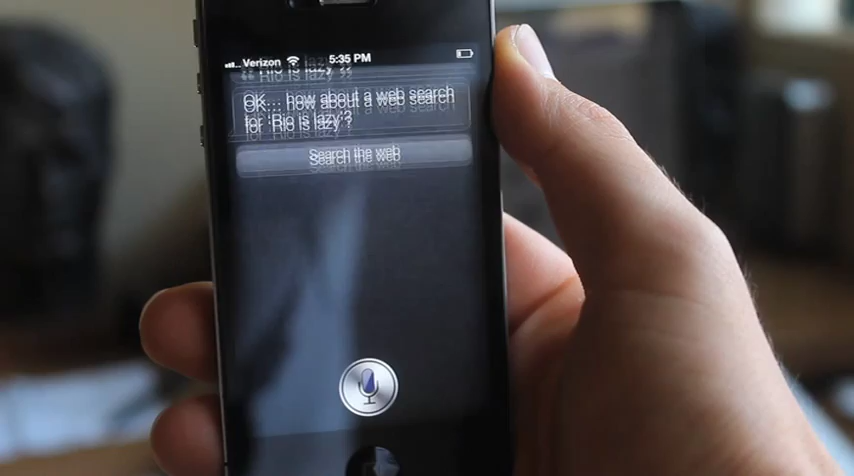 Verizon 5:35 PM
“ Rio is lazy ”
OK... how about a web search
for 'Rio is lazy'?
Search the web